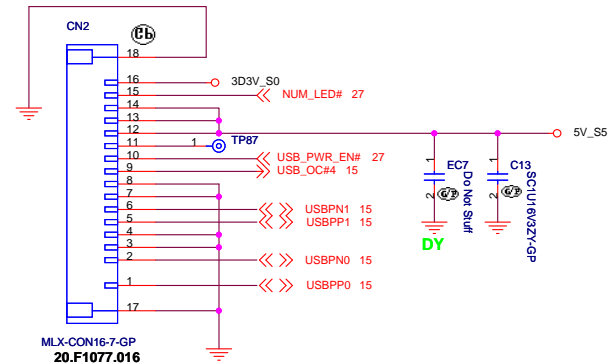 CN2
Cb
18
16 3D3V_S0
15 NUM_LED# 27
14
13
12 5V_S5
11 1 TP87
10 USB_PWR_EN# 27
9 USB_OC#4 15
8
7
6 USBPN1 15
5 USBPP1 15
4
3
2 USBPN0 15
1 USBPP0 15
17
1 EC7
2 G/P
Do Not Stuff
DY
1 C13
2 G/P
SC1U16V3ZY-GP
MLX-CON16-7-GP
20.F1077.016